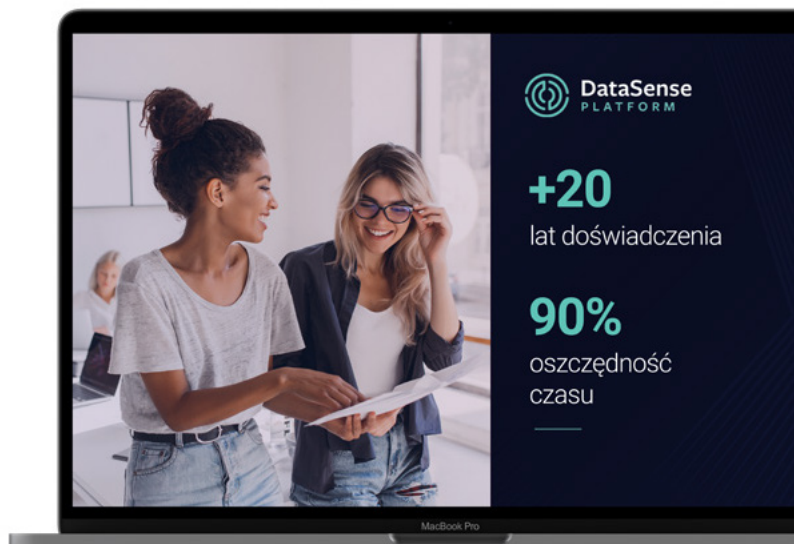 DataSense
PLATFORM
+20
lat doświadczenia
90%
oszczędność
czasu
MacBook Pro